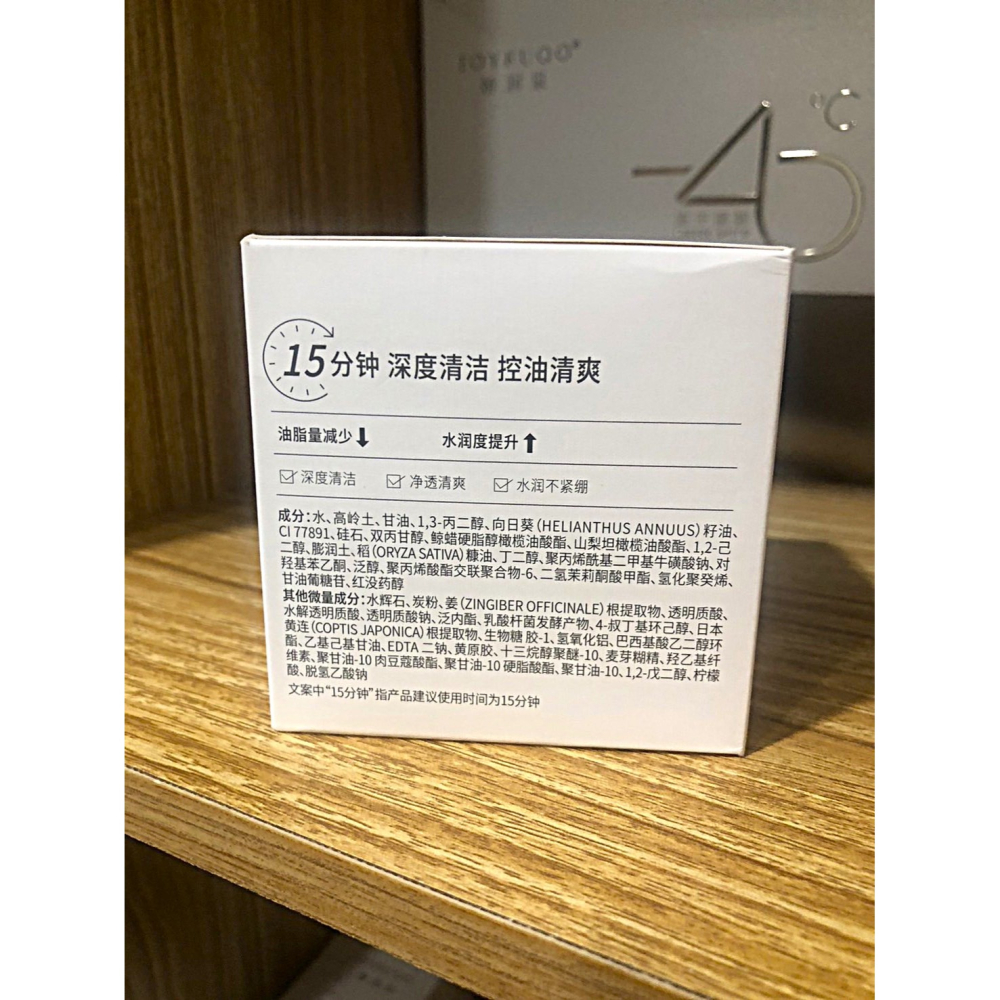 JOYRUQO
-45℃
15分钟 深度清洁 控油清爽
油脂量减少 水润度提升
深度清洁 净透清爽 水润不紧绷
成分：水、高岭土、甘油、1,3-丙二醇、向日葵（HELIANTHUS ANNUUS）籽油、
CI 77891、硅石、双丙甘醇、鲸蜡硬脂醇橄榄油酸酯、山梨坦橄榄油酸酯、1,2-己
二醇、膨润土、稻（ORYZA SATIVA）糠油、丁二醇、聚丙烯酰基二甲基牛磺酸钠、对
羟基苯乙酮、泛醇、聚丙烯酸酯交联聚合物-6、二氢茉莉酮酸甲酯、氢化聚癸烯、
甘油葡糖苷、红没药醇
其他微量成分：水辉石、炭粉、姜（ZINGIBER OFFICINALE）根提取物、透明质酸、
水解透明质酸、透明质酸钠、泛内酯、乳酸杆菌发酵产物、4-叔丁基环己醇、日本
黄连（COPTIS JAPONICA）根提取物、生物糖胶-1、氢氧化铝、巴西基酸乙二醇环
酯、乙基己基甘油、EDTA 二钠、黄原胶、十三烷醇聚醚-10、麦芽糊精、羟乙基纤
维素、聚甘油-10 肉豆蔻酸酯、聚甘油-10 硬脂酸酯、聚甘油-10、1,2-戊二醇、柠檬
酸、脱氢乙酸钠
文案中“15分钟”指产品建议使用时间为15分钟